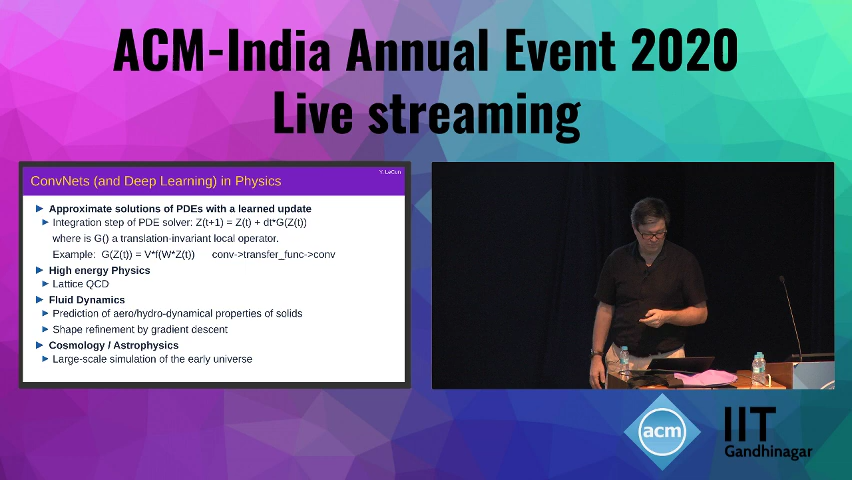 ACM-India Annual Event 2020
Live streaming
Y. LeCun
ConvNets (and Deep Learning) in Physics
Approximate solutions of PDEs with a learned update
Integration step of PDE solver: Z(t+1) = Z(t) + dt*G(Z(t))
where is G() a translation-invariant local operator.
Example: G(Z(t)) = V*f(W*Z(t)) conv->transfer_func->conv
High energy Physics
Lattice QCD
Fluid Dynamics
Prediction of aero/hydro-dynamical properties of solids
Shape refinement by gradient descent
Cosmology / Astrophysics
Large-scale simulation of the early universe
acm
IIT
Gandhinagar